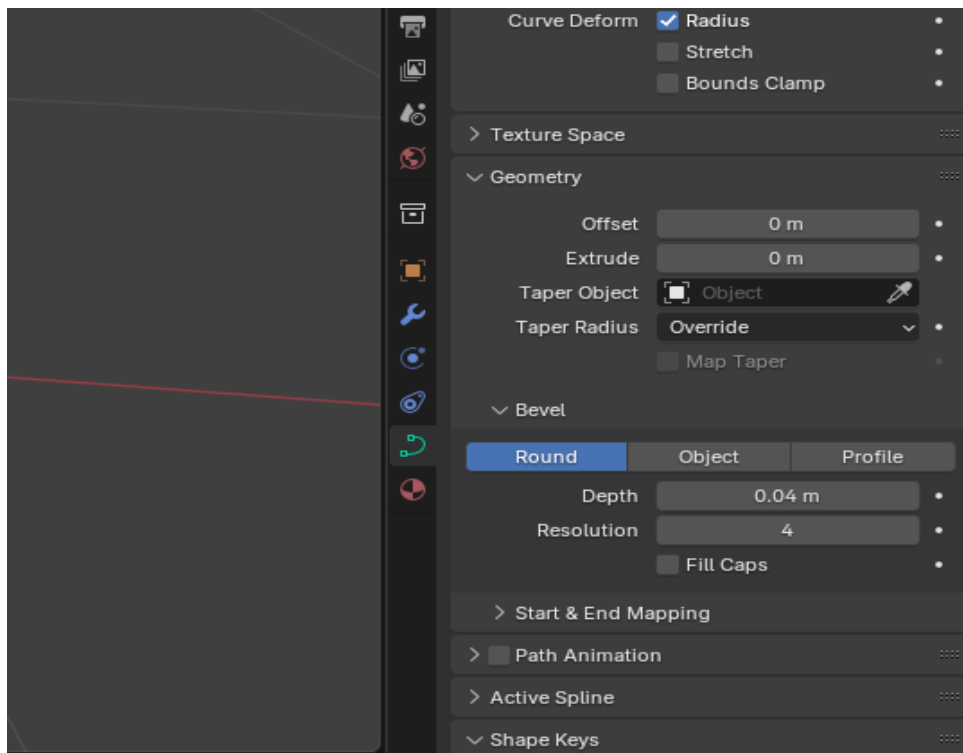 Curve Deform Radius
Stretch
Bounds Clamp
Texture Space
Geometry
Offset 0 m
Extrude 0 m
Taper Object Object
Taper Radius Override
Map Taper
Bevel
Round Object Profile
Depth 0.04 m
Resolution 4
Fill Caps
Start & End Mapping
Path Animation
Active Spline
Shape Keys